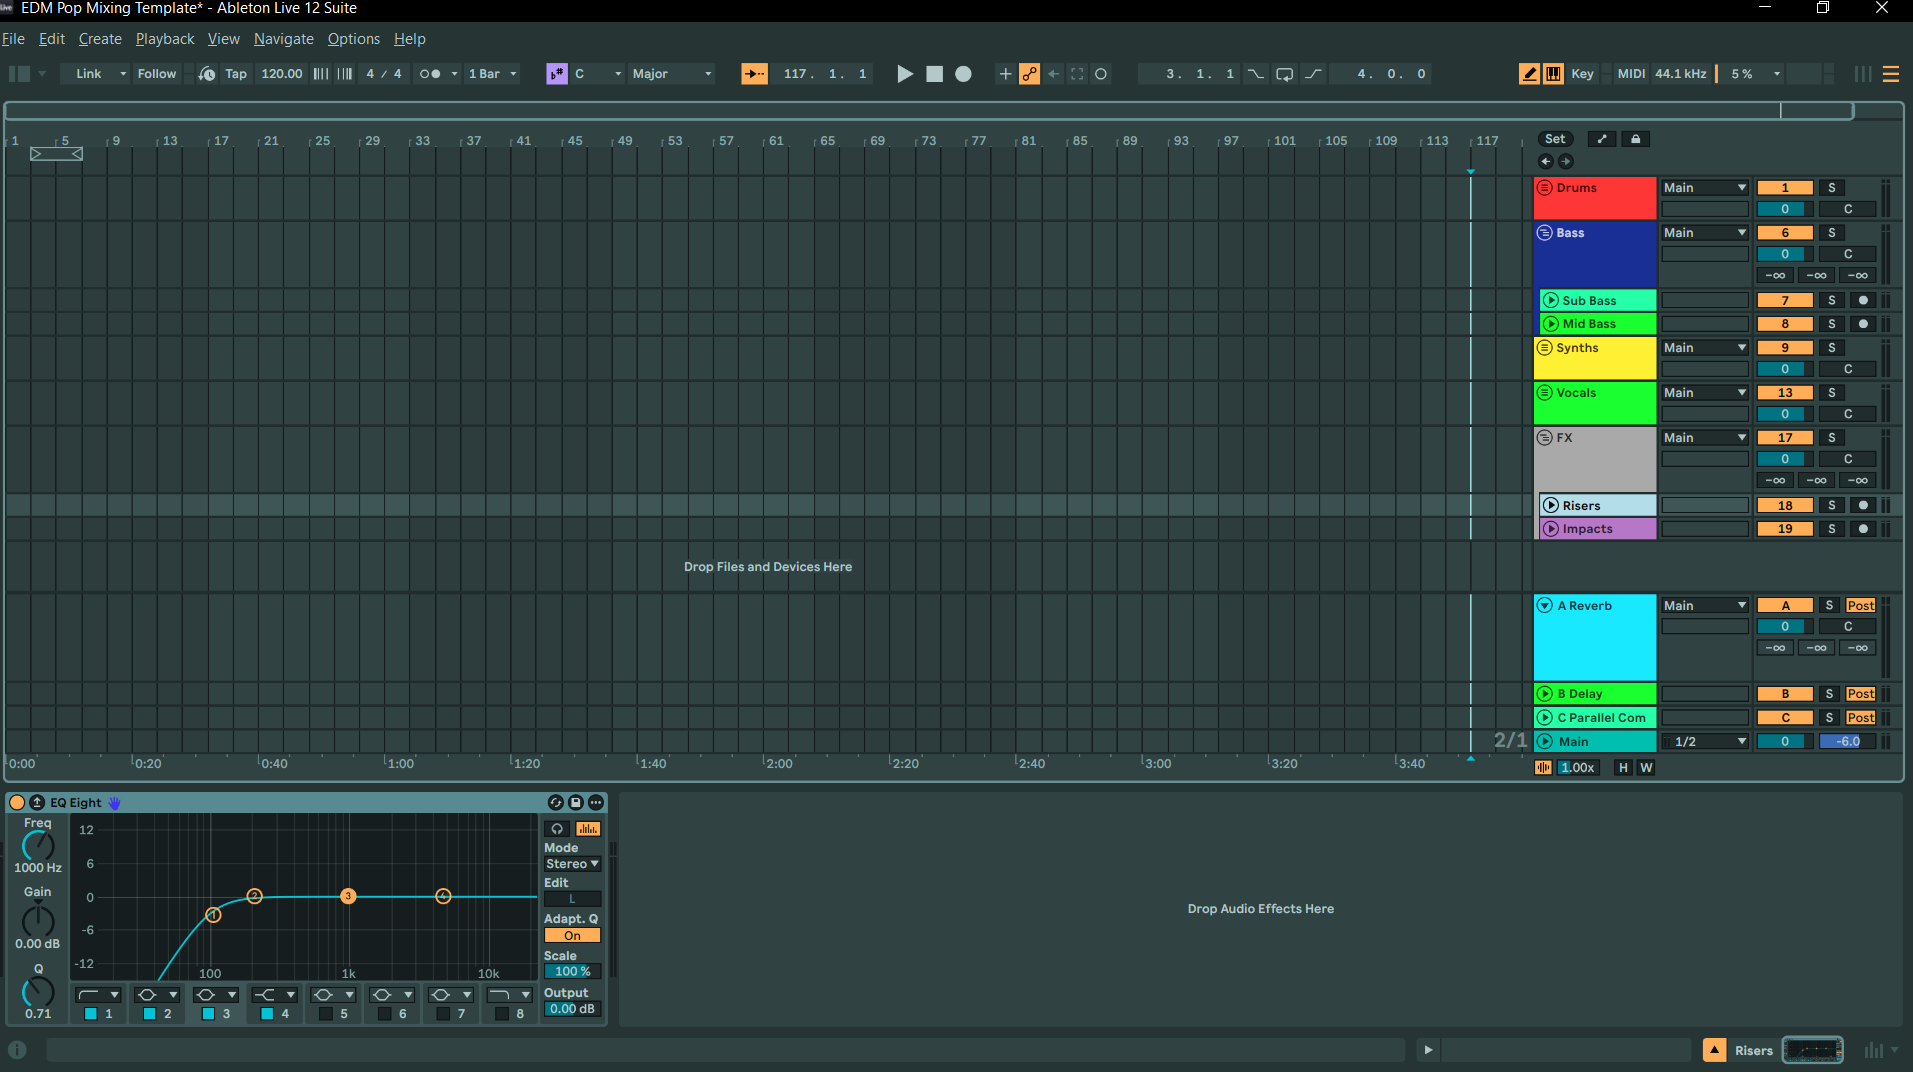 EDM Pop Mixing Template* - Ableton Live 12 Suite
File Edit Create Playback View Navigate Options Help
Link Follow Tap 120.00 4 / 4 1 Bar C Major 117. 1. 1 3. 1. 1 4. 0. 0 Key MIDI 44.1 kHz 5 %
1 5 9 13 17 21 25 29 33 37 41 45 49 53 57 61 65 69 73 77 81 85 89 93 97 101 105 109 113 117 Set
Drums Main 1 S
0 C
Bass Main 6 S
0 C
-∞ -∞ -∞
Sub Bass 7 S
Mid Bass 8 S
Synths Main 9 S
0 C
Vocals Main 13 S
0 C
FX Main 17 S
0 C
-∞ -∞ -∞
Risers 18 S
Impacts 19 S
Drop Files and Devices Here
A Reverb Main A S Post
0 C
-∞ -∞ -∞
B Delay B S Post
C Parallel Com C S Post
2/1 Main 1/2 0 -6.0
0:00 0:20 0:40 1:00 1:20 1:40 2:00 2:20 2:40 3:00 3:20 3:40 1.00x H W
EQ Eight
Freq
1000 Hz
Gain
0.00 dB
Q
0.71
12
6
0
-6
-12
1 2 3 4
100 1k 10k
1 2 3 4 5 6 7 8
Mode
Stereo
Edit
L
Adapt. Q
On
Scale
100 %
Output
0.00 dB
Drop Audio Effects Here
Risers